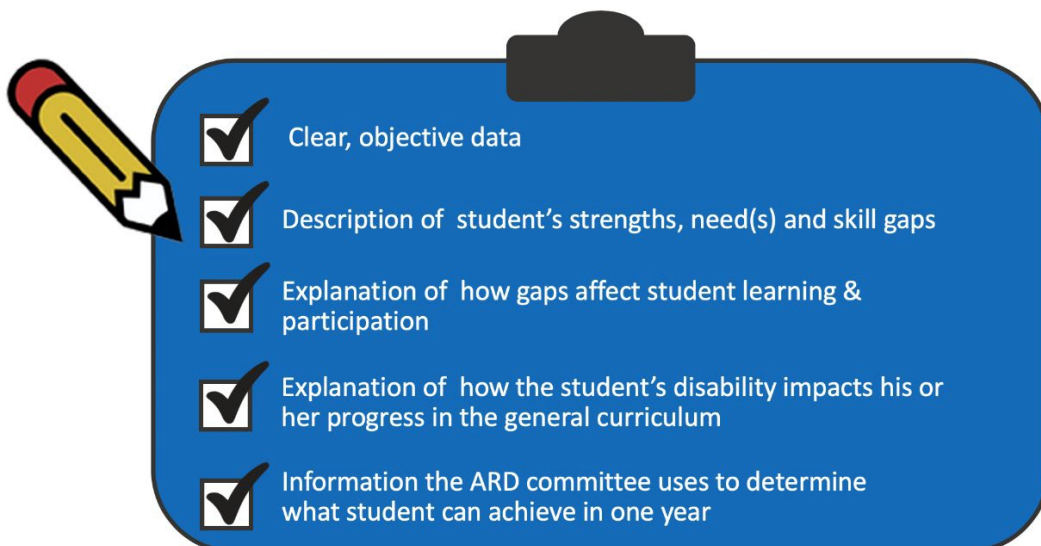 Clear, objective data
Description of student’s strengths, need(s) and skill gaps
Explanation of how gaps affect student learning &
participation
Explanation of how the student’s disability impacts his or
her progress in the general curriculum
Information the ARD committee uses to determine
what student can achieve in one year